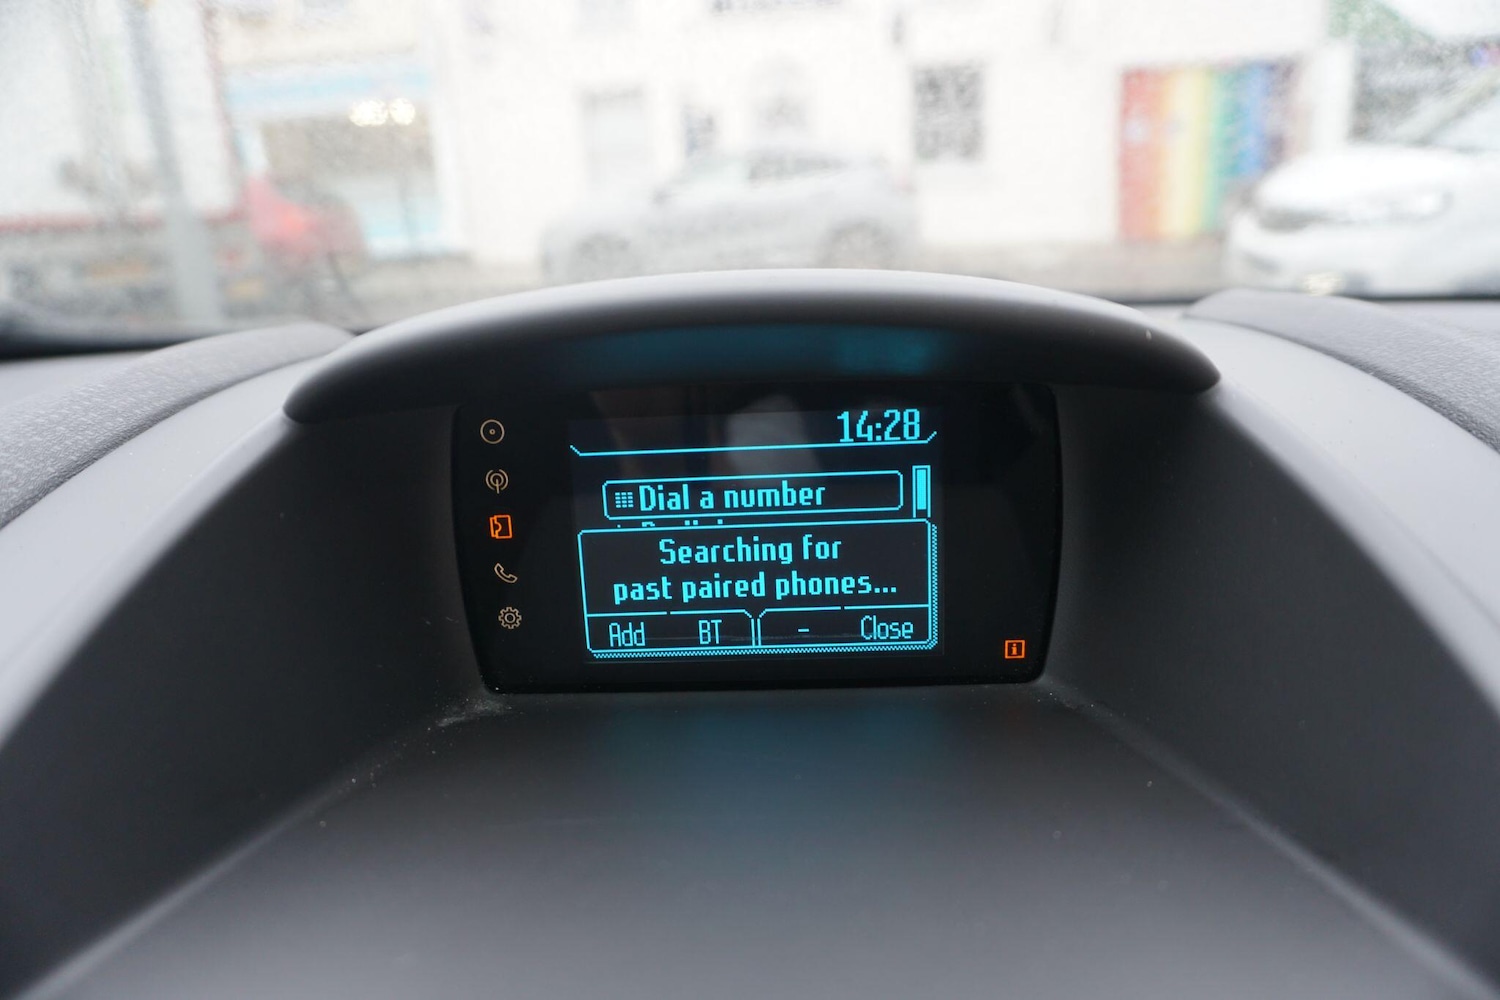 14:28
Dial a number
Searching for
past paired phones...
Add BT - Close
i